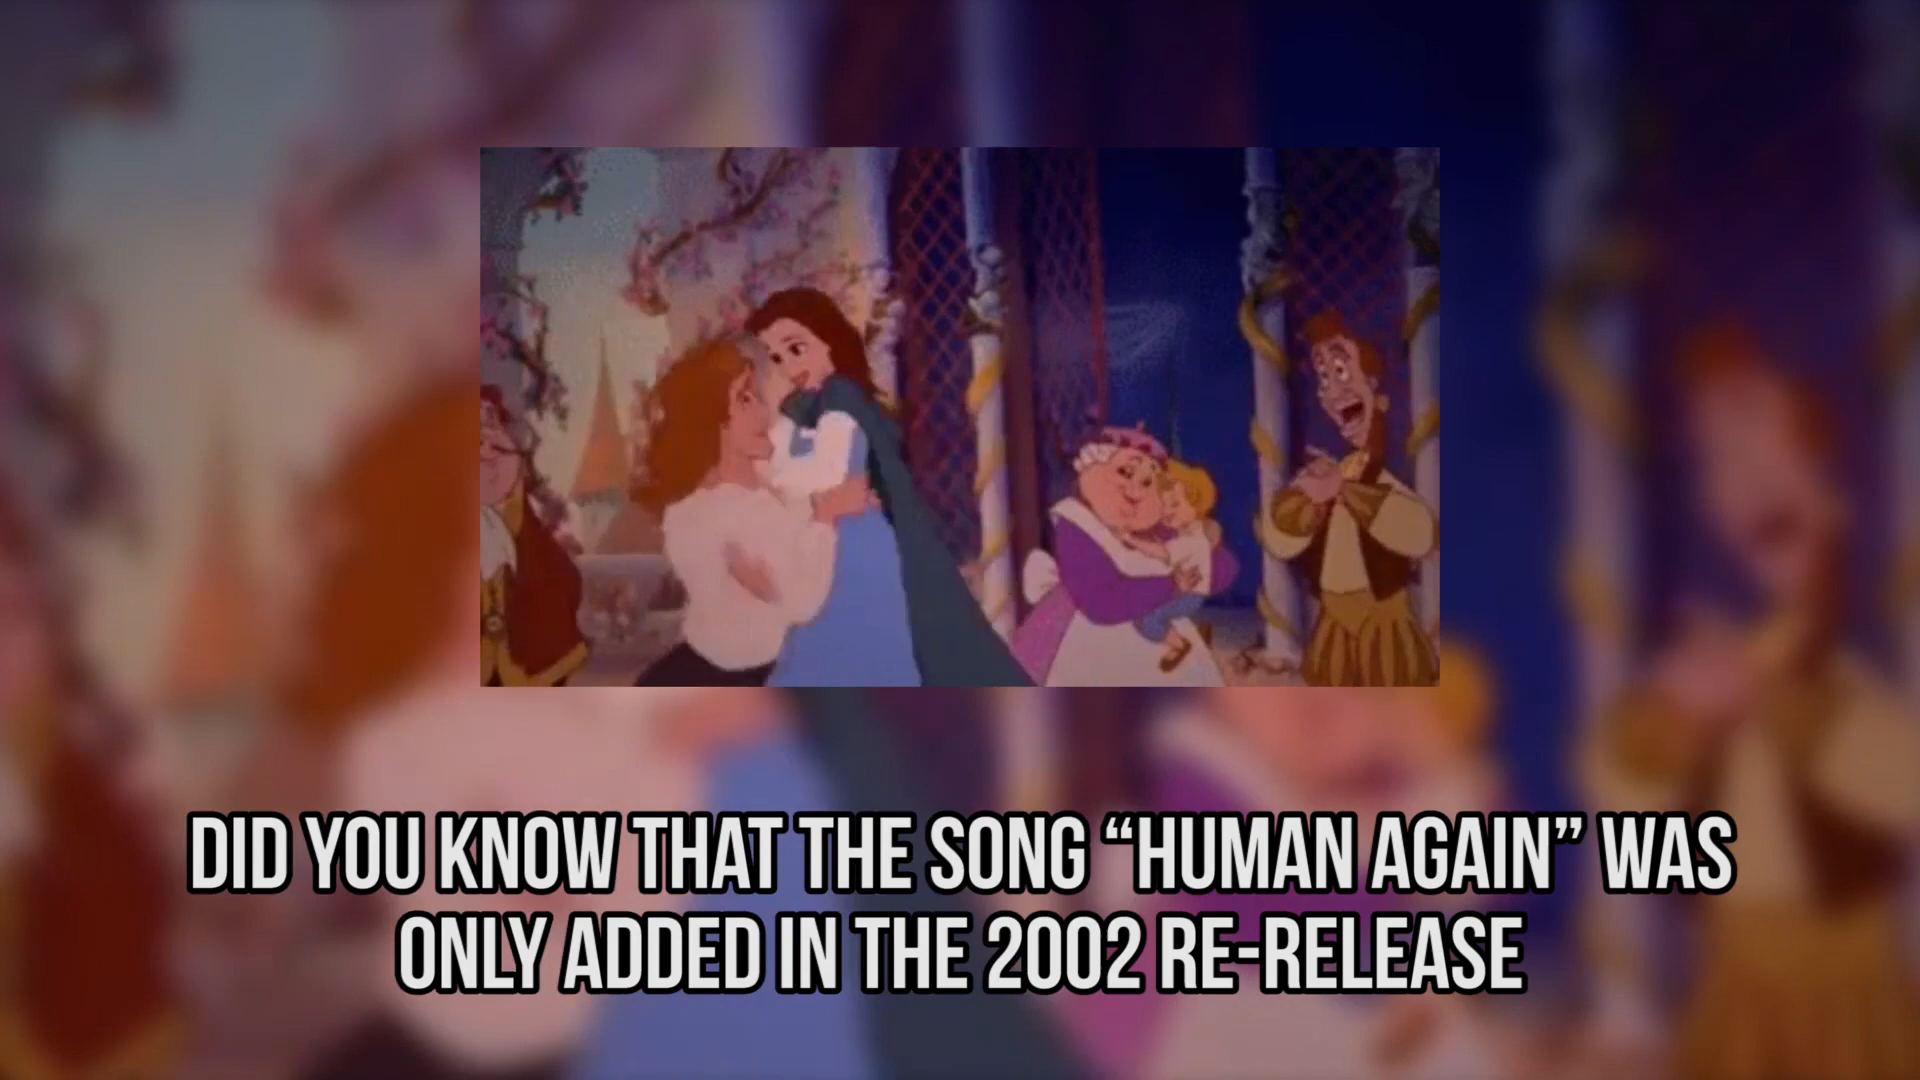 DID YOU KNOW THAT THE SONG “HUMAN AGAIN” WAS
ONLY ADDED IN THE 2002 RE-RELEASE